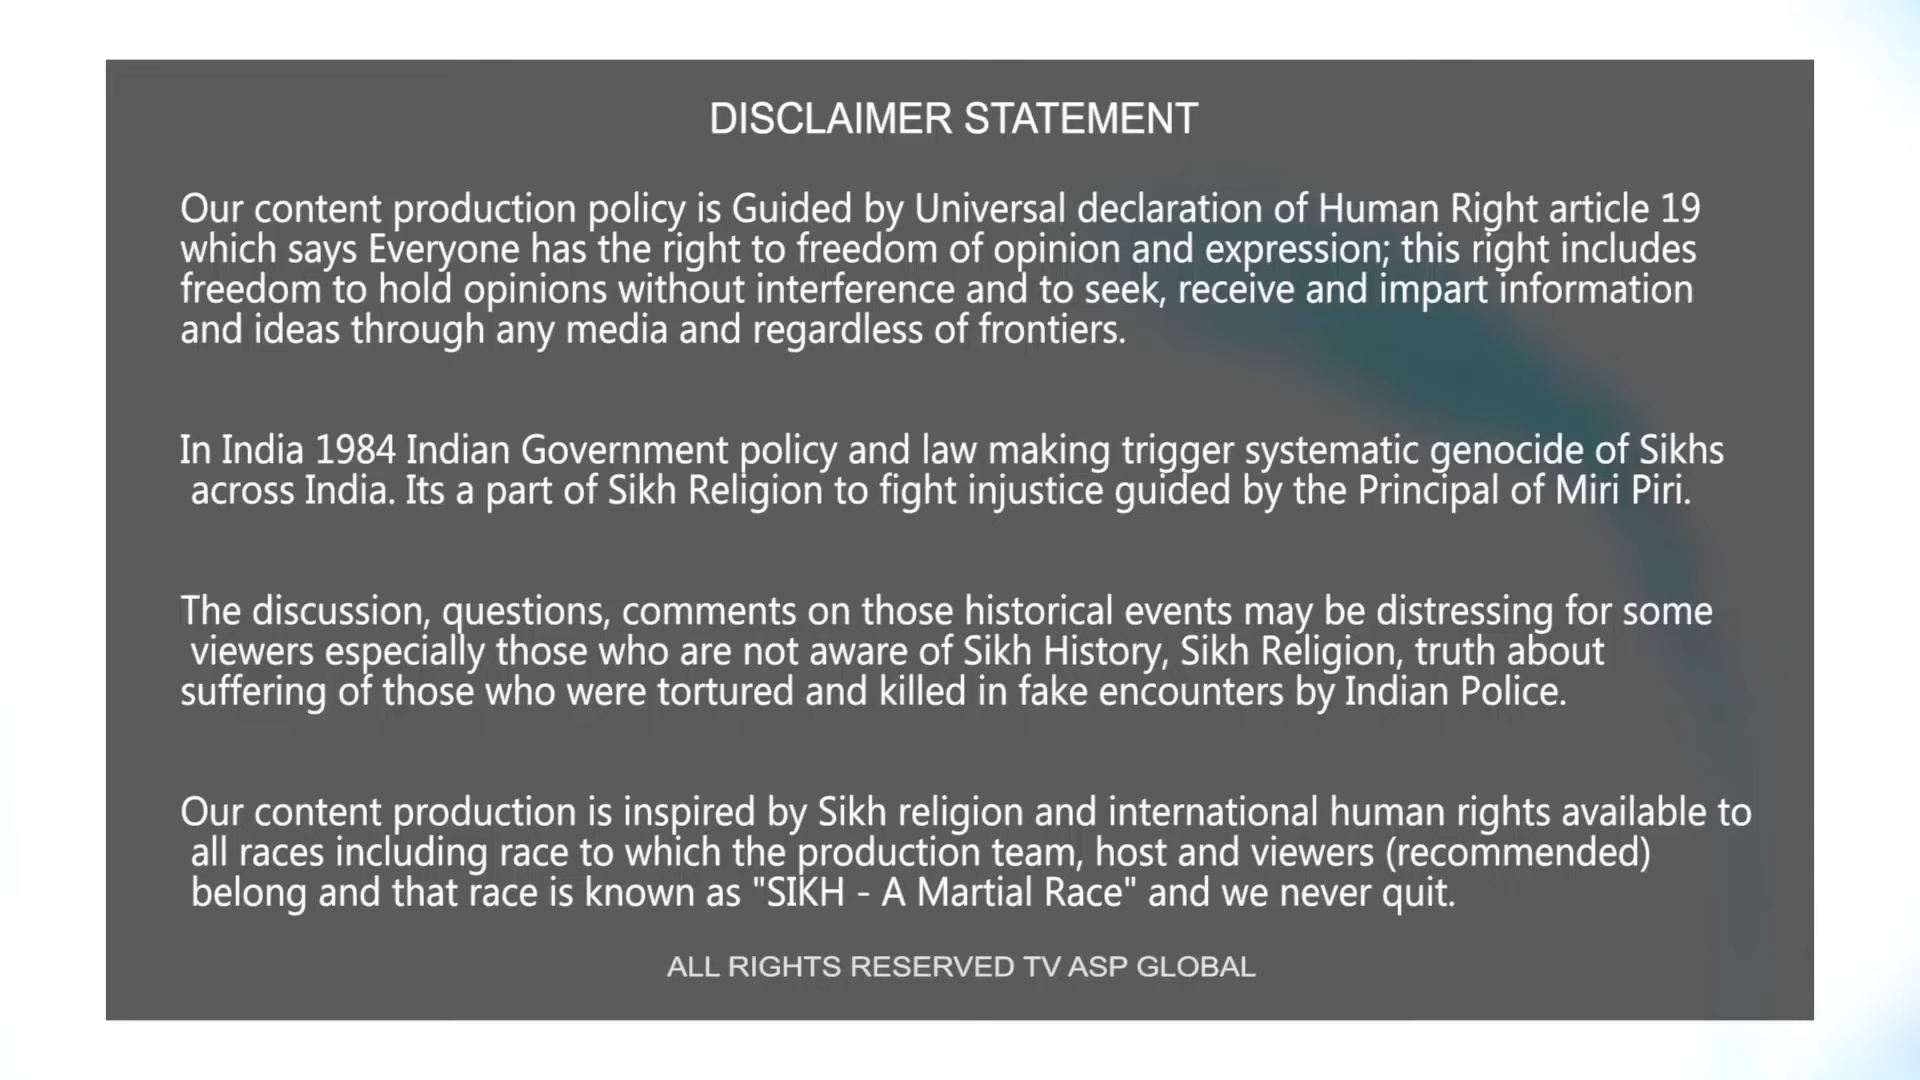 DISCLAIMER STATEMENT
Our content production policy is Guided by Universal declaration of Human Right article 19
which says Everyone has the right to freedom of opinion and expression; this right includes
freedom to hold opinions without interference and to seek, receive and impart information
and ideas through any media and regardless of frontiers.
In India 1984 Indian Government policy and law making trigger systematic genocide of Sikhs
across India. Its a part of Sikh Religion to fight injustice guided by the Principal of Miri Piri.
The discussion, questions, comments on those historical events may be distressing for some
viewers especially those who are not aware of Sikh History, Sikh Religion, truth about
suffering of those who were tortured and killed in fake encounters by Indian Police.
Our content production is inspired by Sikh religion and international human rights available to
all races including race to which the production team, host and viewers (recommended)
belong and that race is known as "SIKH - A Martial Race" and we never quit.
ALL RIGHTS RESERVED TV ASP GLOBAL